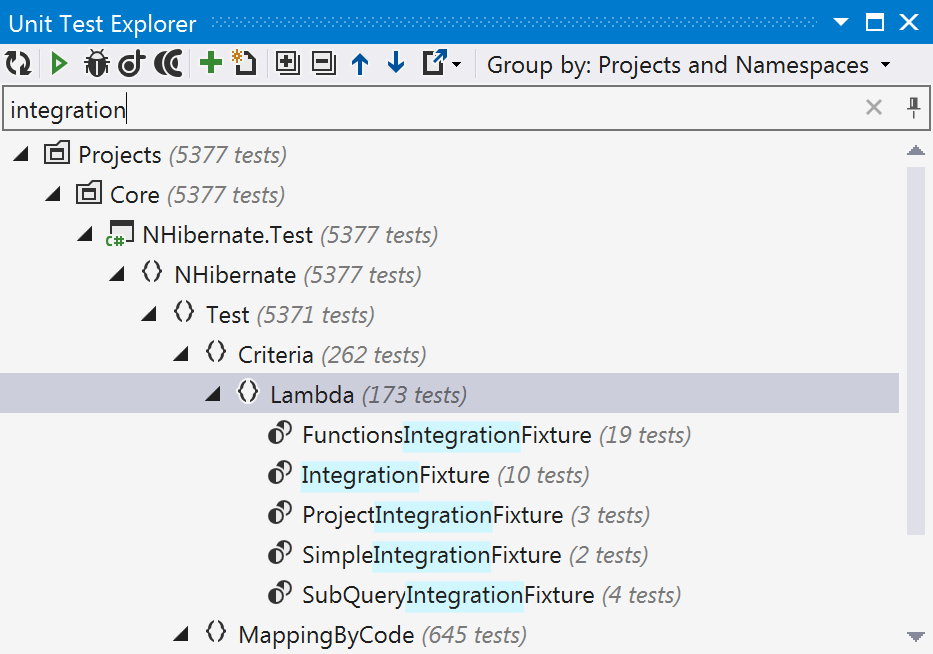 Unit Test Explorer
Group by: Projects and Namespaces
integration
Projects (5377 tests)
Core (5377 tests)
C# NHibernate.Test (5377 tests)
NHibernate (5377 tests)
Test (5371 tests)
Criteria (262 tests)
Lambda (173 tests)
FunctionsIntegrationFixture (19 tests)
IntegrationFixture (10 tests)
ProjectIntegrationFixture (3 tests)
SimpleIntegrationFixture (2 tests)
SubQueryIntegrationFixture (4 tests)
MappingByCode (645 tests)